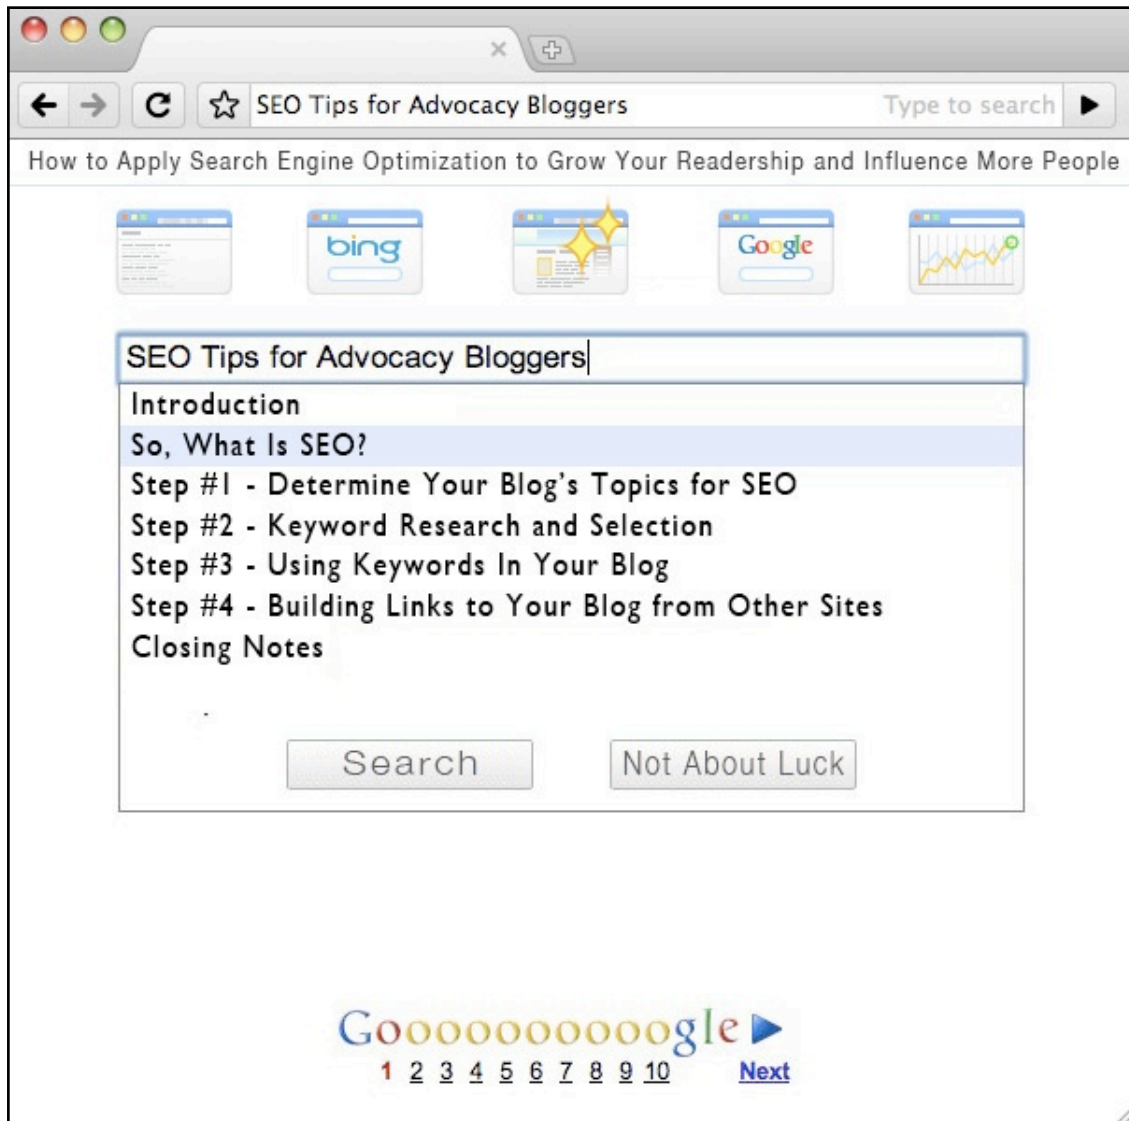 SEO Tips for Advocacy Bloggers Type to search
How to Apply Search Engine Optimization to Grow Your Readership and Influence More People
bing Google
SEO Tips for Advocacy Bloggers
Introduction
So, What Is SEO?
Step #1 - Determine Your Blog's Topics for SEO
Step #2 - Keyword Research and Selection
Step #3 - Using Keywords In Your Blog
Step #4 - Building Links to Your Blog from Other Sites
Closing Notes
Search Not About Luck
Goooooooooogle
1 2 3 4 5 6 7 8 9 10 Next